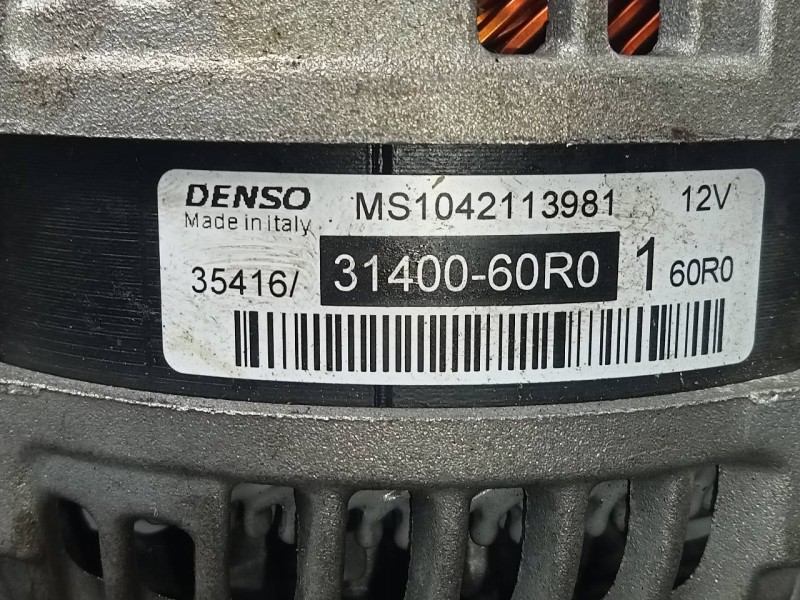 DENSO MS1042113981 12V
Made in italy
35416/ 31400-60R0 1 60R0